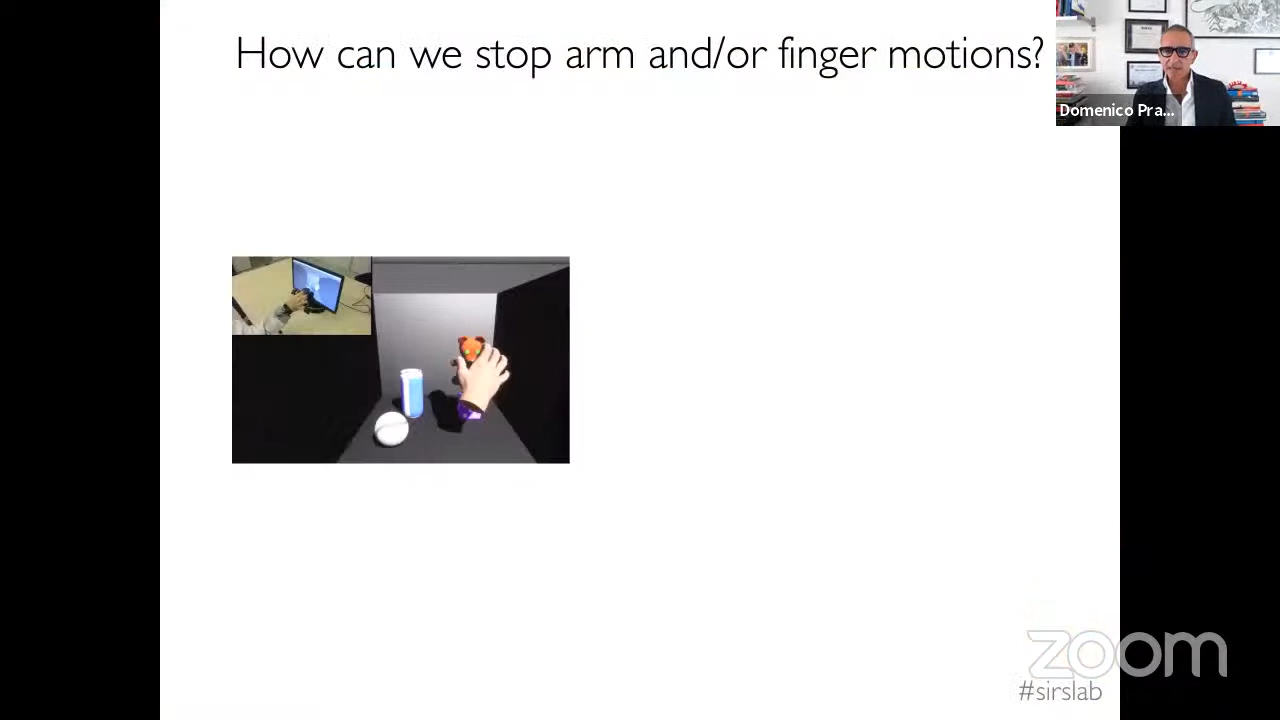 How can we stop arm and/or finger motions?
Domenico Pra...
zoom
#sirslab